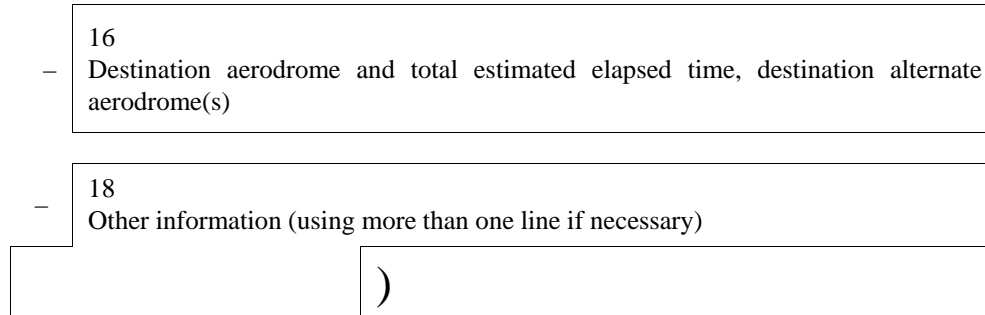 16
– Destination aerodrome and total estimated elapsed time, destination alternate
aerodrome(s)
18
– Other information (using more than one line if necessary)
)